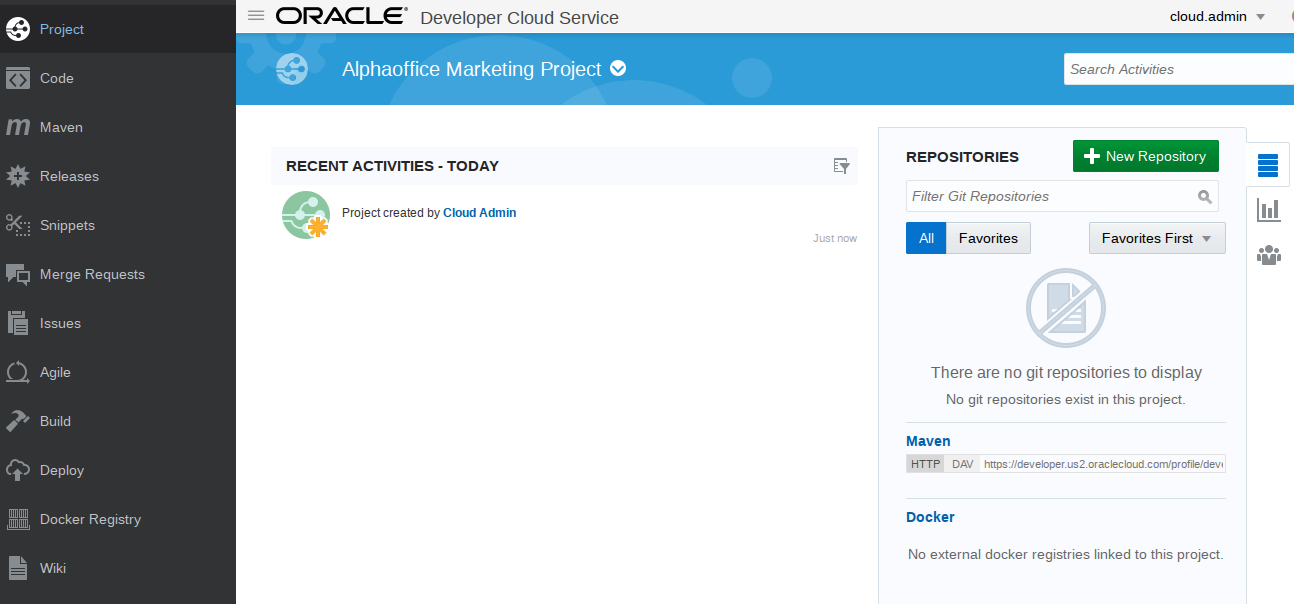 Project
Code
Maven
Releases
Snippets
Merge Requests
Issues
Agile
Build
Deploy
Docker Registry
Wiki
ORACLE® Developer Cloud Service
cloud.admin
Alphaoffice Marketing Project
Search Activities
RECENT ACTIVITIES - TODAY
Project created by Cloud Admin
Just now
REPOSITORIES
New Repository
Filter Git Repositories
All Favorites Favorites First
There are no git repositories to display
No git repositories exist in this project.
Maven
HTTP DAV https://developer.us2.oraclecloud.com/profile/deve
Docker
No external docker registries linked to this project.